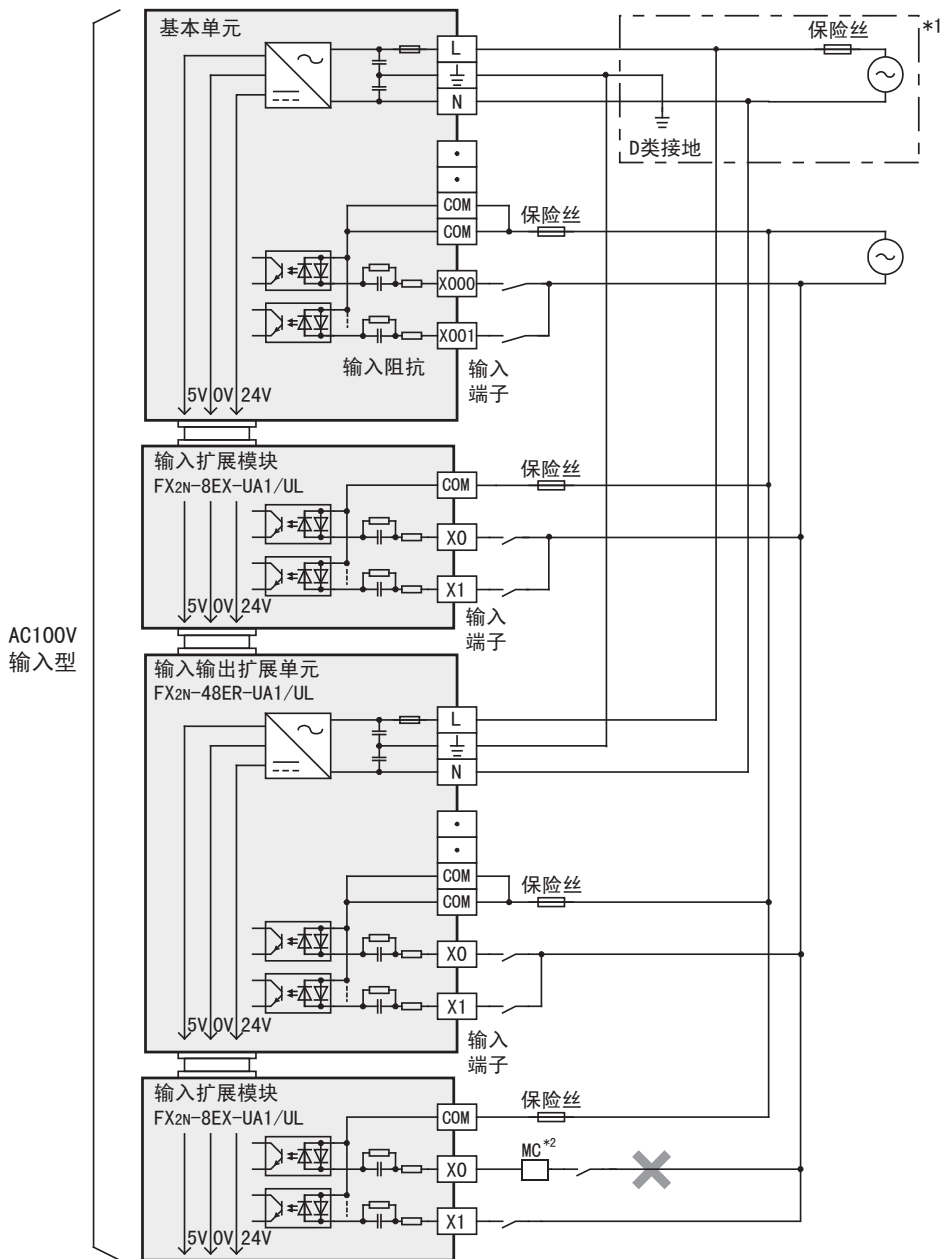 基本单元
保险丝
*1
L
N
D类接地
COM
COM
保险丝
X000
X001
输入阻抗
输入
端子
5V 0V 24V
输入扩展模块
FX2N-8EX-UA1/UL
COM
保险丝
X0
X1
5V 0V 24V
输入
端子
AC100V
输入型
输入输出扩展单元
FX2N-48ER-UA1/UL
L
N
COM
COM
保险丝
X0
X1
5V 0V 24V
输入
端子
输入扩展模块
FX2N-8EX-UA1/UL
COM
保险丝
MC*2
X0
X1
5V 0V 24V